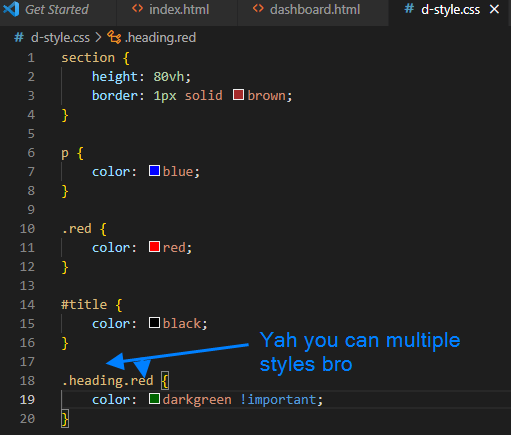 Get Started index.html dashboard.html d-style.css
# d-style.css > .heading.red
1 section {
2 height: 80vh;
3 border: 1px solid brown;
4 }
5
6 p {
7 color: blue;
8 }
9
10 .red {
11 color: red;
12 }
13
14 #title {
15 color: black;
16 }
17
18 .heading.red {
19 color: darkgreen !important;
20 }
Yah you can multiple
styles bro